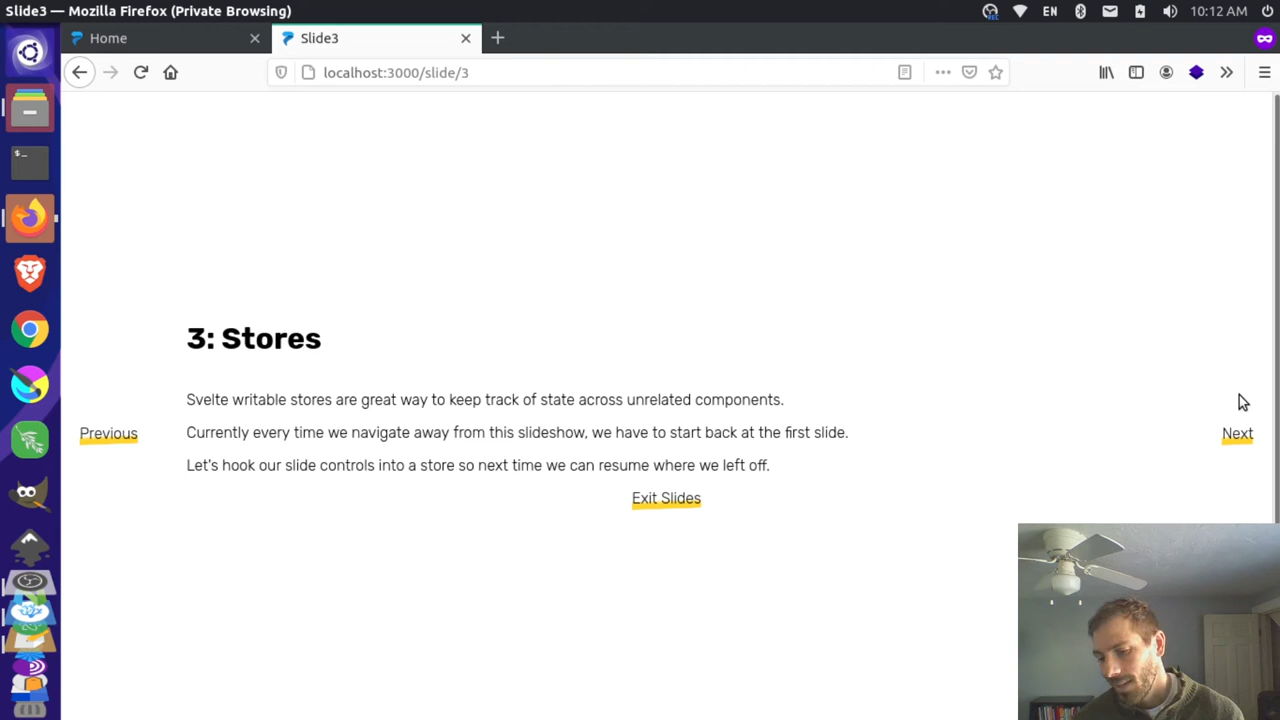 Slide3 — Mozilla Firefox (Private Browsing)
EN
10:12 AM
Home
Slide3
localhost:3000/slide/3
3: Stores
Svelte writable stores are great way to keep track of state across unrelated components.
Previous
Currently every time we navigate away from this slideshow, we have to start back at the first slide.
Next
Let's hook our slide controls into a store so next time we can resume where we left off.
Exit Slides